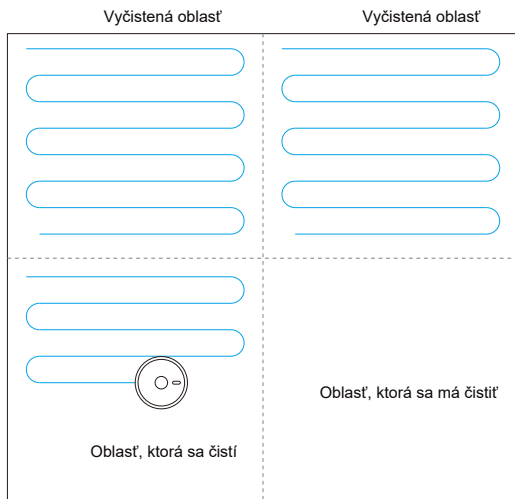 Vyčistená oblasť
Vyčistená oblasť
Oblasť, ktorá sa má čistiť
Oblasť, ktorá sa čistí